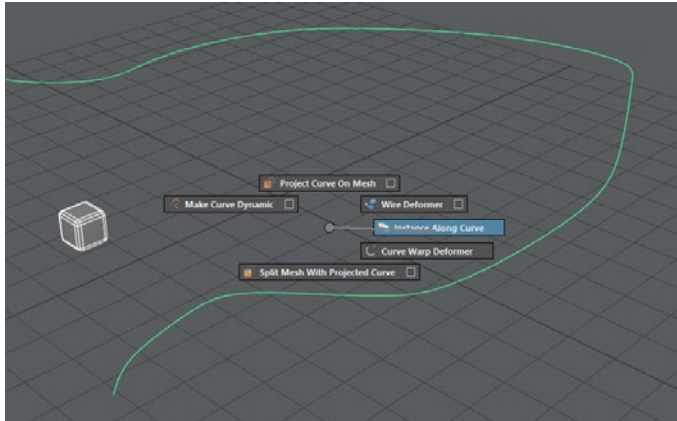 Project Curve On Mesh
Make Curve Dynamic
Wire Deformer
Instance Along Curve
Curve Warp Deformer
Split Mesh With Projected Curve